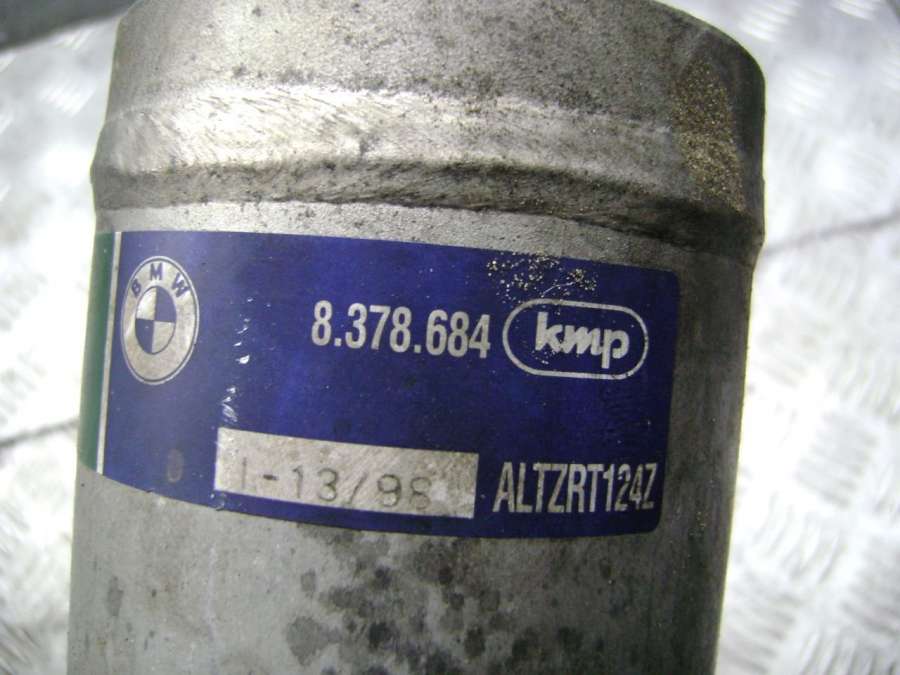 BMW
8.378.684 kmp
1-13/98
ALTZRT124Z